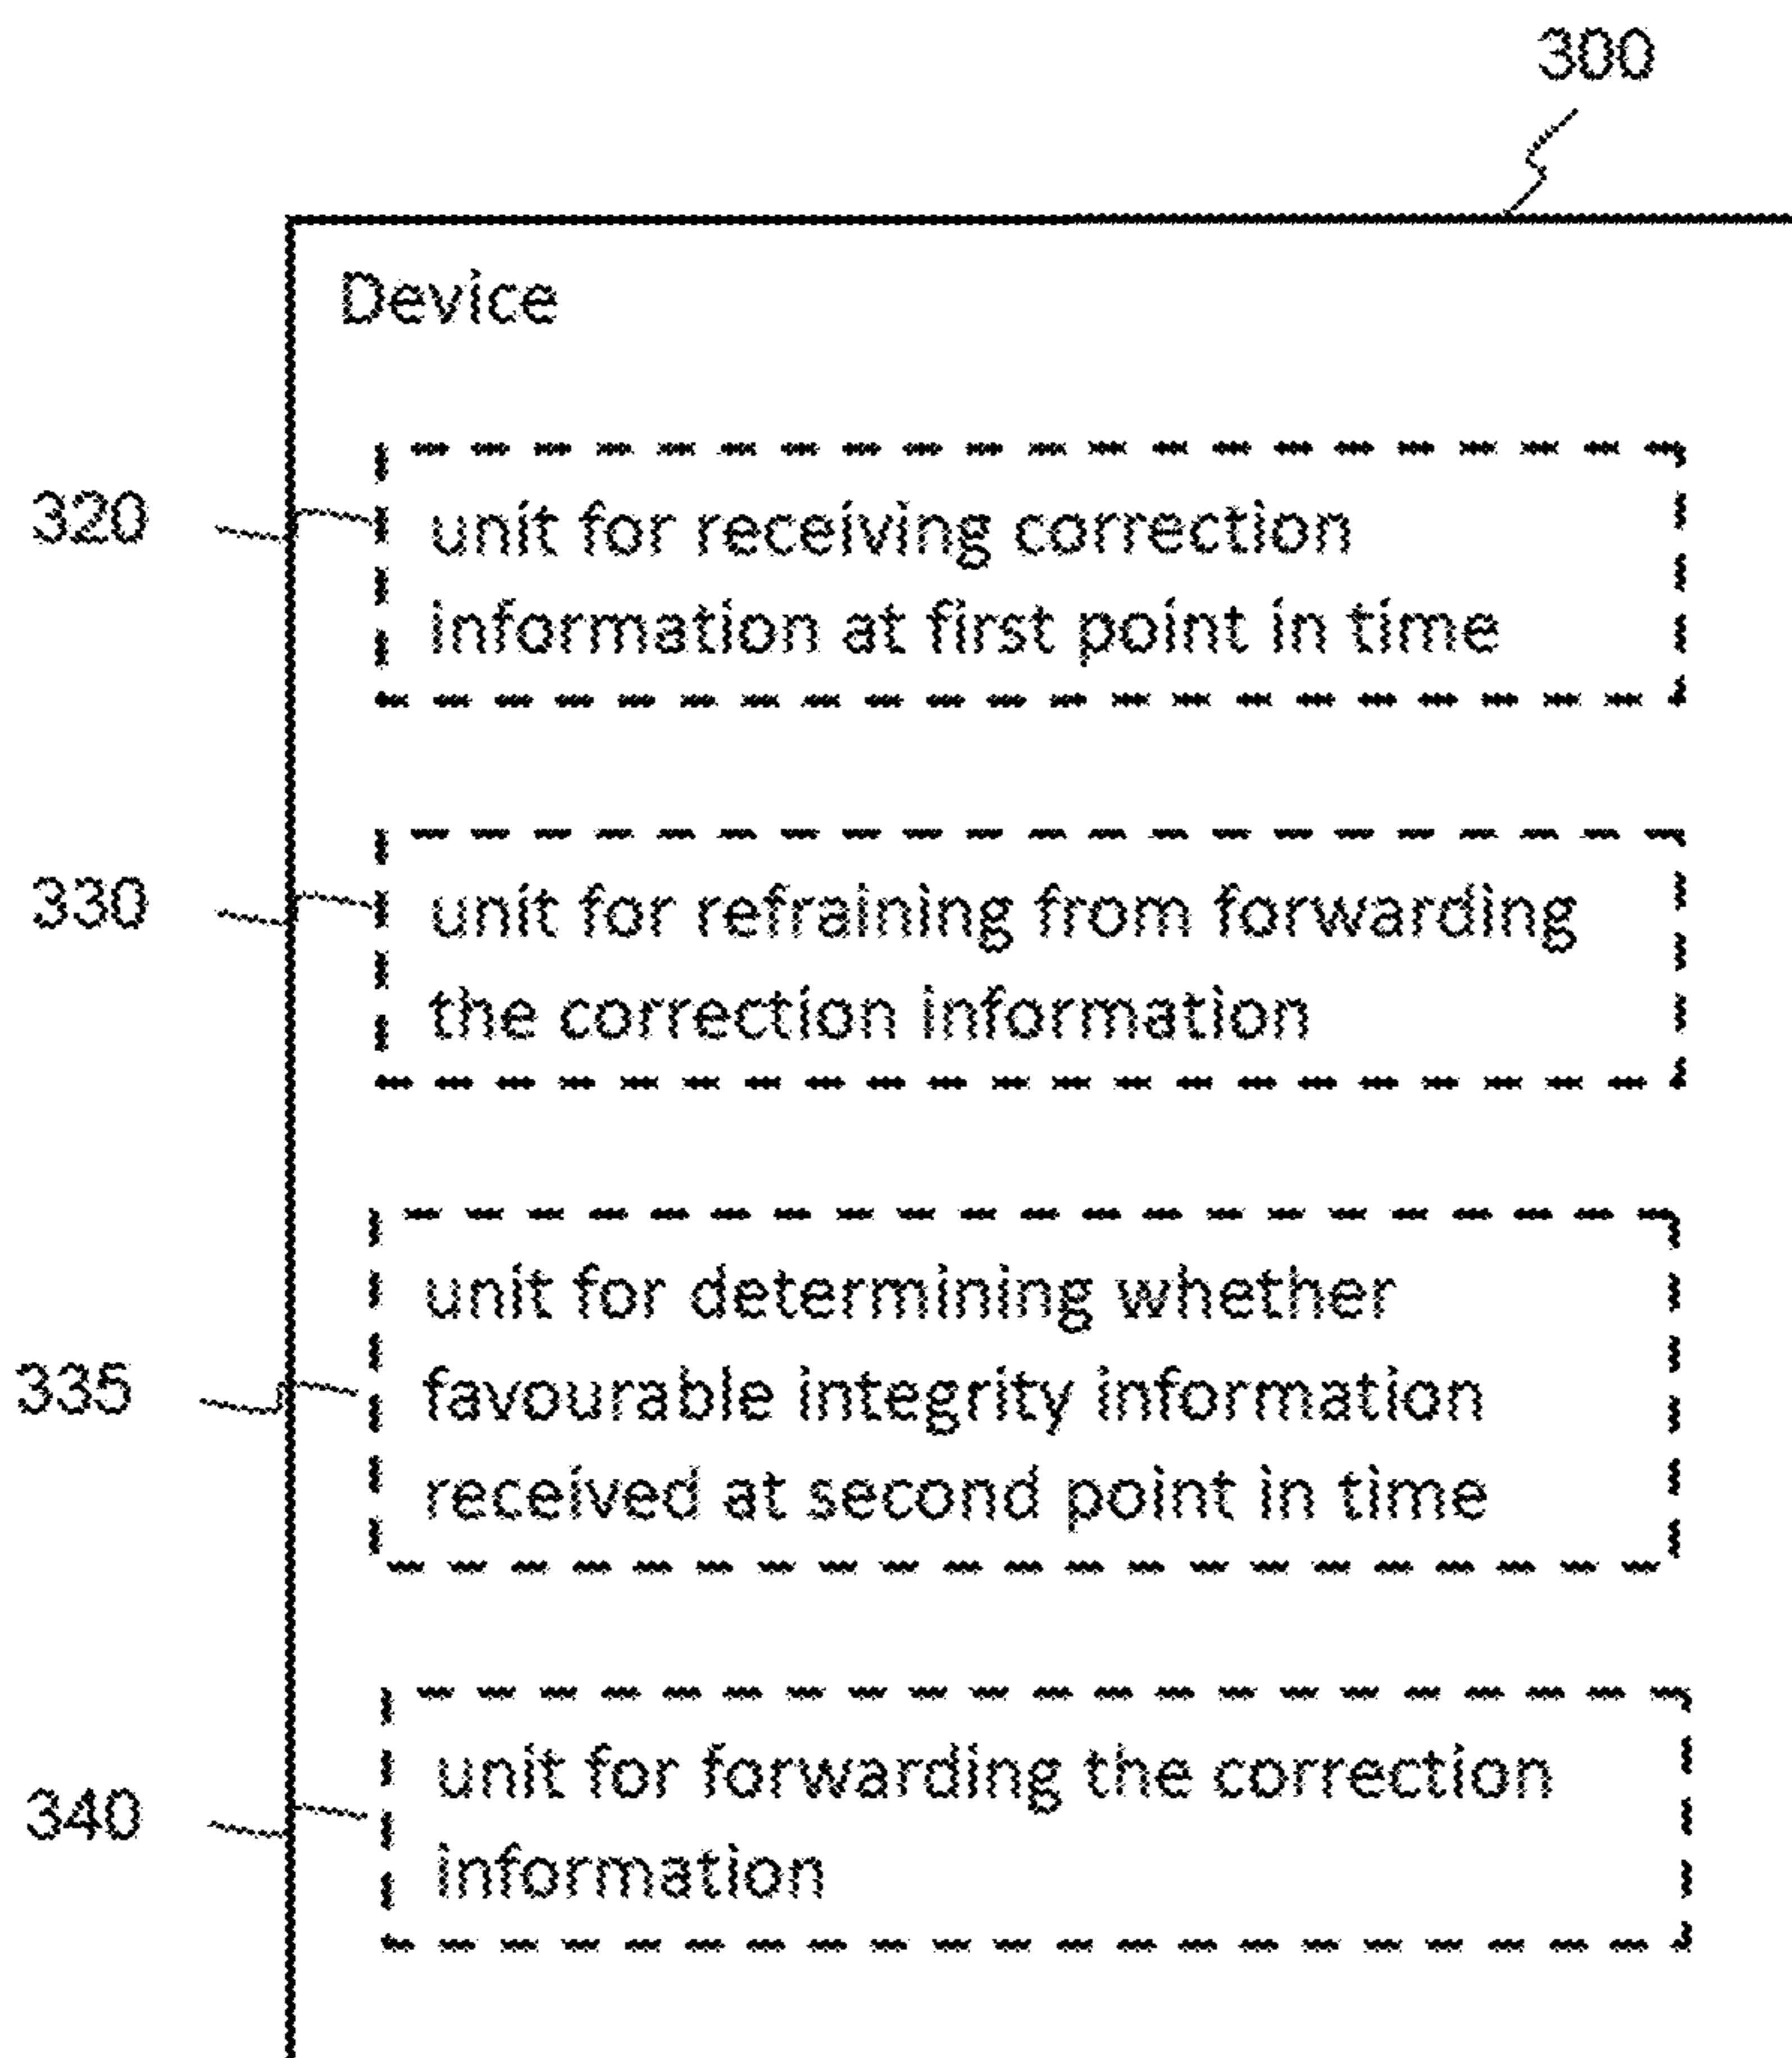 300
Device
320
unit for receiving correction
information at first point in time
330
unit for refraining from forwarding
the correction information
335
unit for determining whether
favourable integrity information
received at second point in time
340
unit for forwarding the correction
information